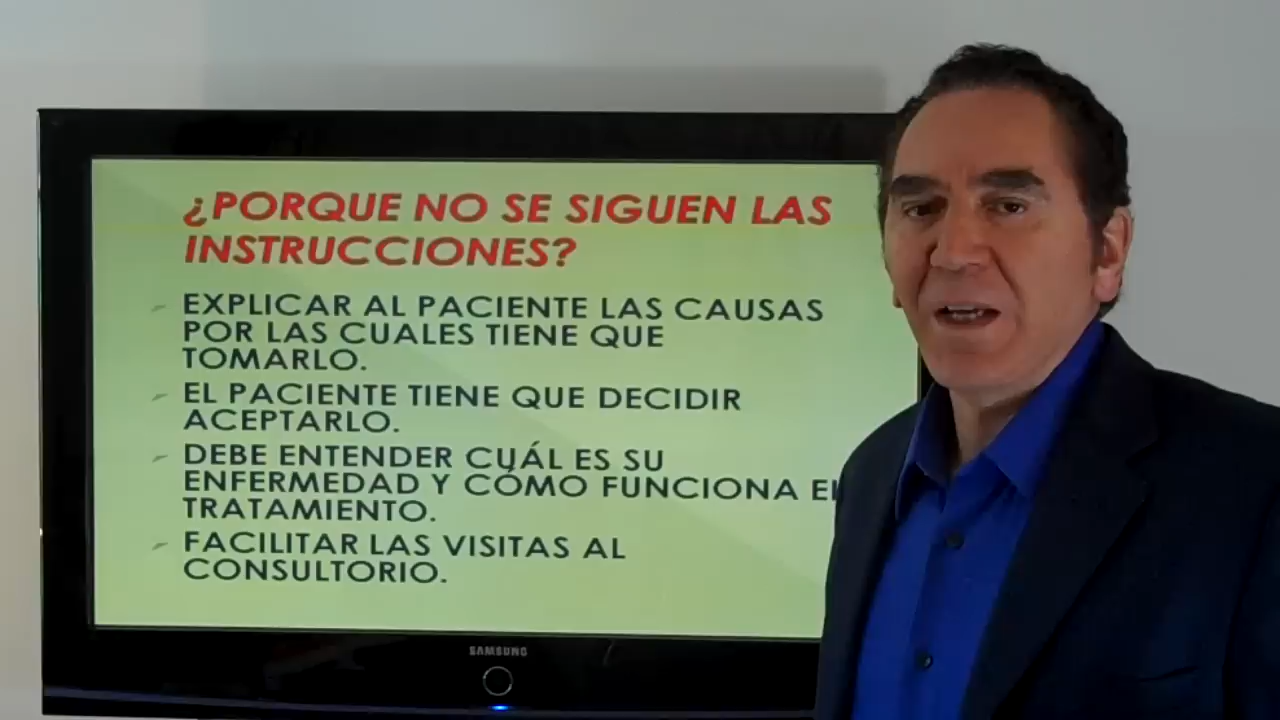 ¿PORQUE NO SE SIGUEN LAS
INSTRUCCIONES?
EXPLICAR AL PACIENTE LAS CAUSAS
POR LAS CUALES TIENE QUE
TOMARLO.
EL PACIENTE TIENE QUE DECIDIR
ACEPTARLO.
DEBE ENTENDER CUÁL ES SU
ENFERMEDAD Y CÓMO FUNCIONA EL
TRATAMIENTO.
FACILITAR LAS VISITAS AL
CONSULTORIO.
SAMSUNG